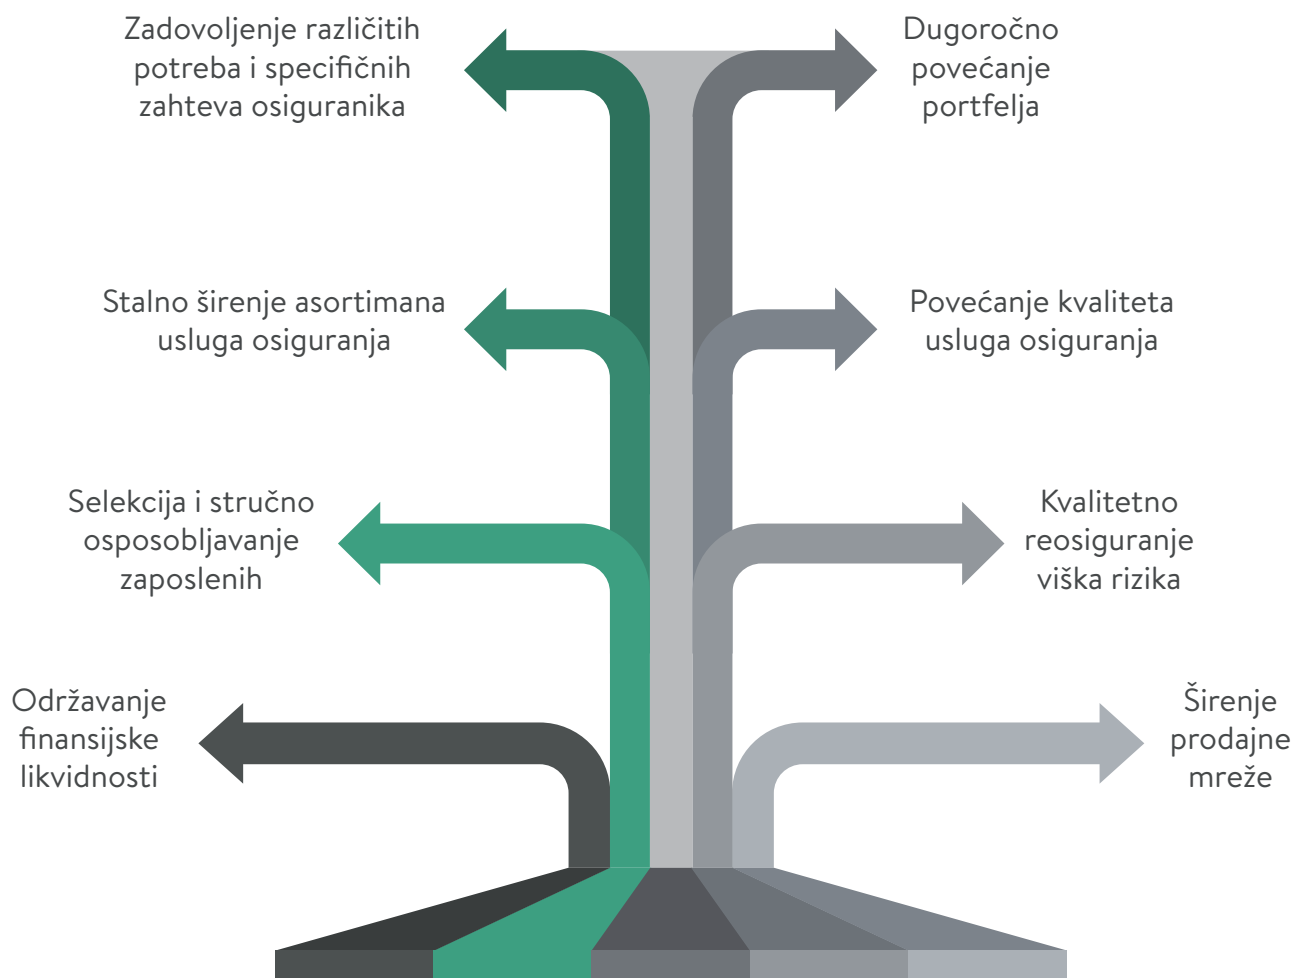 Zadovoljenje različitih
potreba i specifičnih
zahteva osiguranika
Dugoročno
povećanje
portfelja
Stalno širenje asortimana
usluga osiguranja
Povećanje kvaliteta
usluga osiguranja
Selekcija i stručno
osposobljavanje
zaposlenih
Kvalitetno
reosiguranje
viška rizika
Održavanje
finansijske
likvidnosti
Širenje
prodajne
mreže